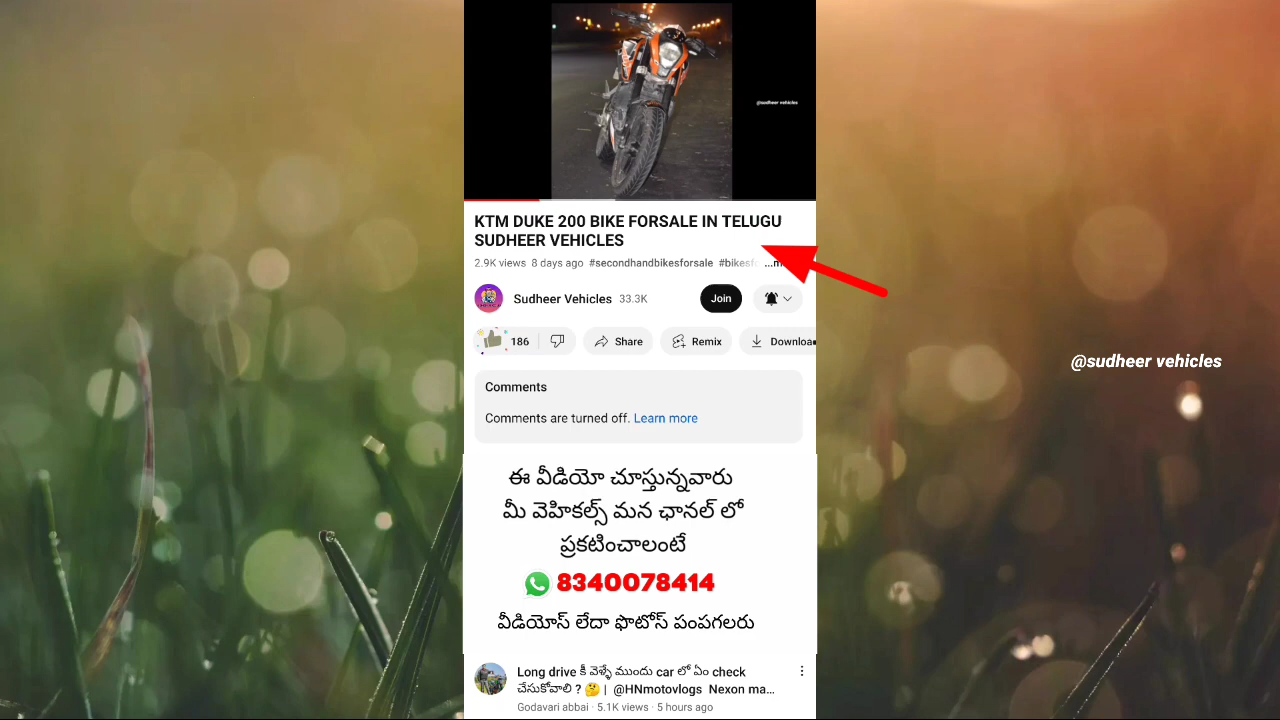 @sudheer vehicles
KTM DUKE 200 BIKE FORSALE IN TELUGU
SUDHEER VEHICLES
2.9K views 8 days ago #secondhandbikesforsale #bikesf ...m
Sudheer Vehicles 33.3K
Join
186
Share
Remix
Downloa
@sudheer vehicles
Comments
Comments are turned off. Learn more
ఈ వీడియో చూస్తున్నవారు
మీ వెహికల్స్ మన ఛానల్ లో
ప్రకటించాలంటే
8340078414
వీడియోస్ లేదా ఫొటోస్ పంపగలరు
Long drive కీ వెళ్ళే ముందు car లో ఏం check
చేసుకోవాలి ? 🤔 | @HNmotovlogs Nexon ma...
Godavari abbai · 5.1K views · 5 hours ago